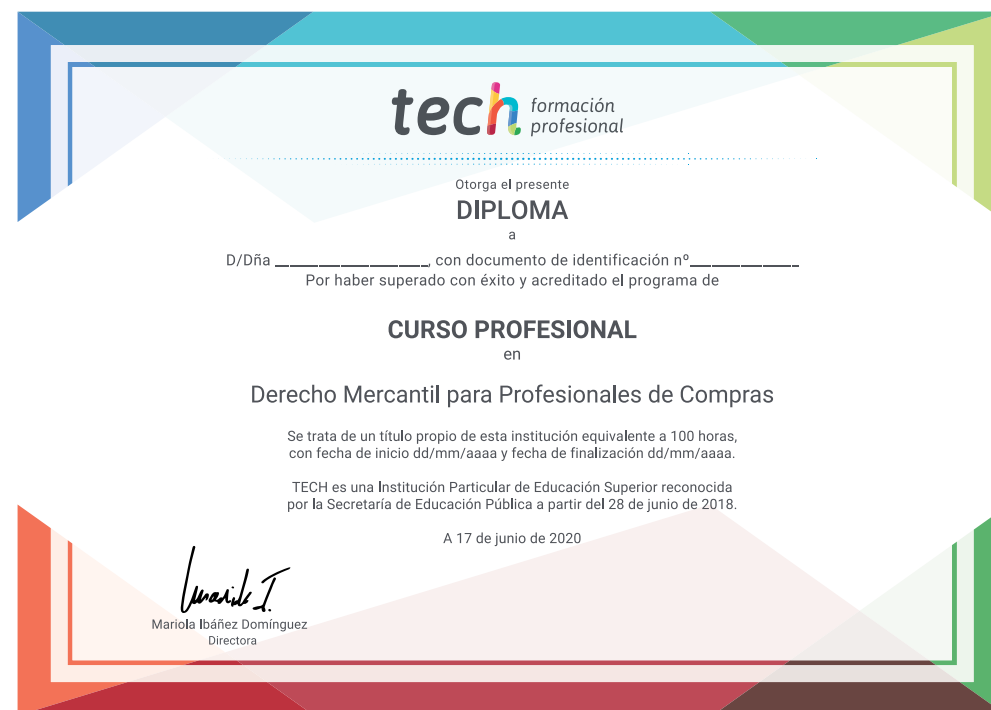 tech formación
profesional
Otorga el presente
DIPLOMA
a
D/Dña ____________________, con documento de identificación nº______________
Por haber superado con éxito y acreditado el programa de
CURSO PROFESIONAL
en
Derecho Mercantil para Profesionales de Compras
Se trata de un título propio de esta institución equivalente a 100 horas,
con fecha de inicio dd/mm/aaaa y fecha de finalización dd/mm/aaaa.
TECH es una Institución Particular de Educación Superior reconocida
por la Secretaría de Educación Pública a partir del 28 de junio de 2018.
A 17 de junio de 2020
Mariola I.
Mariola Ibáñez Domínguez
Directora